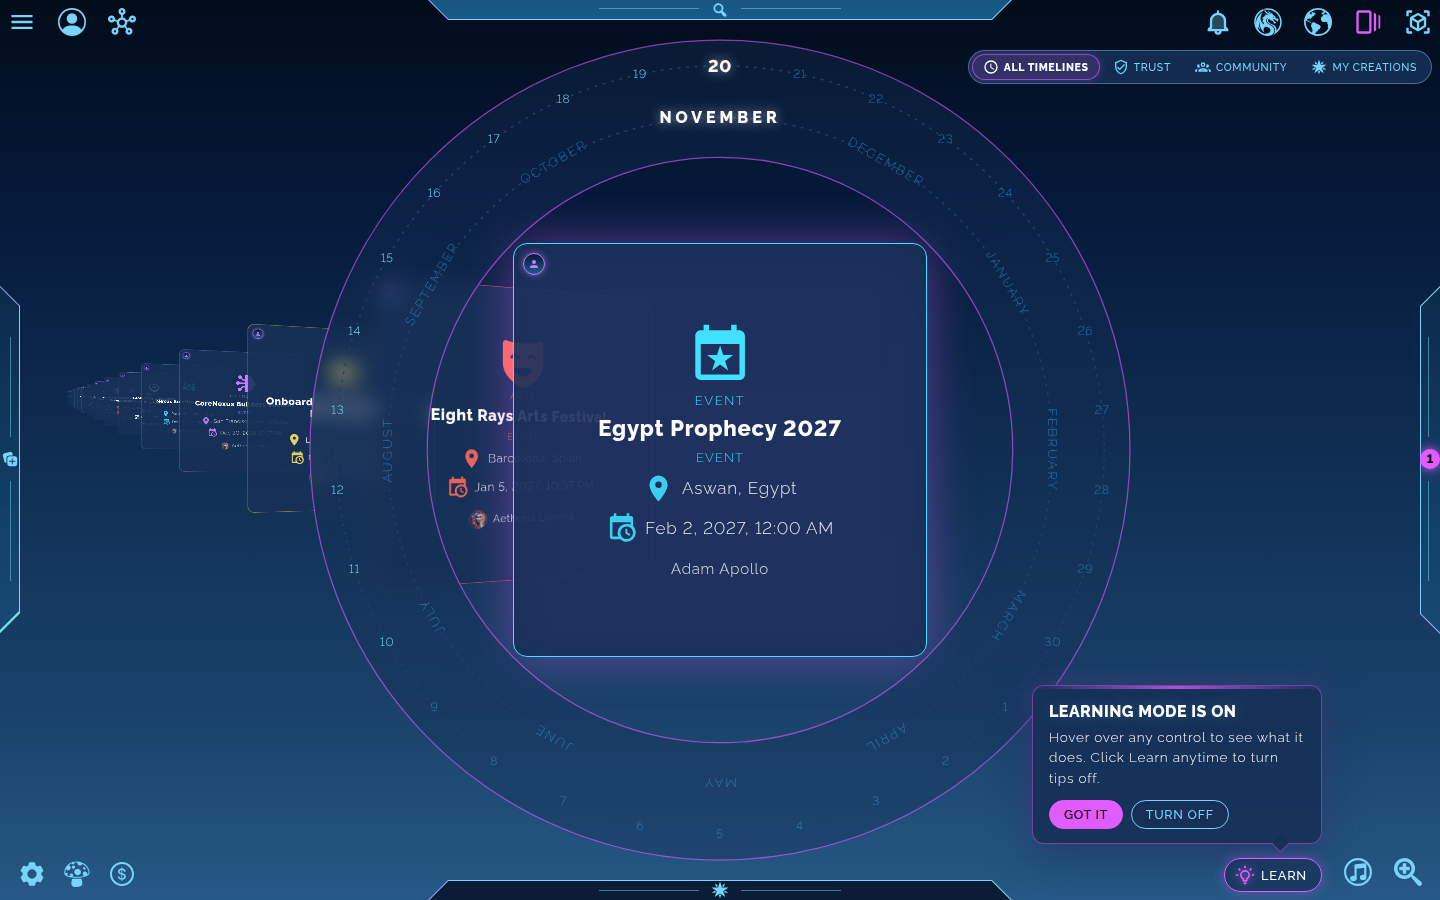 20
19
21
18
22
17
23
16
24
15
25
14
26
13
27
12
28
11
29
10
30
9
1
8
2
7
3
6
4
5
NOVEMBER
OCTOBER
DECEMBER
SEPTEMBER
JANUARY
AUGUST
FEBRUARY
JULY
MARCH
JUNE
APRIL
MAY
ALL TIMELINES
TRUST
COMMUNITY
MY CREATIONS
EVENT
Egypt Prophecy 2027
EVENT
Aswan, Egypt
Feb 2, 2027, 12:00 AM
Adam Apollo
Eight Rays Arts Festival
Barcelona, Spain
Jan 5, 2027, 10:37 PM
Onboard
1
LEARNING MODE IS ON
Hover over any control to see what it
does. Click Learn anytime to turn
tips off.
GOT IT
TURN OFF
LEARN